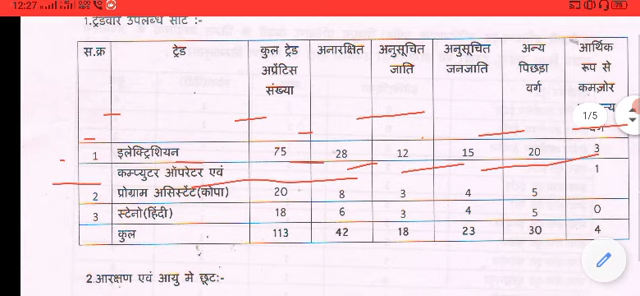 12:27
1.ट्रेडवार उपलब्ध सीट :-
स.क्र ट्रेड कुल ट्रेड अप्रेंटिस संख्या अनारक्षित अनुसूचित जाति अनुसूचित जनजाति अन्य पिछड़ा वर्ग आर्थिक रूप से कमज़ोर
1/5
1 इलेक्ट्रिशियन 75 28 12 15 20 3
2 कम्प्युटर ऑपरेटर एवं प्रोग्राम असिस्टेंट(कोपा) 20 8 3 4 5 1
3 स्टेनो(हिंदी) 18 6 3 4 5 0
कुल 113 42 18 23 30 4
2.आरक्षण एवं आयु मे छूट:-